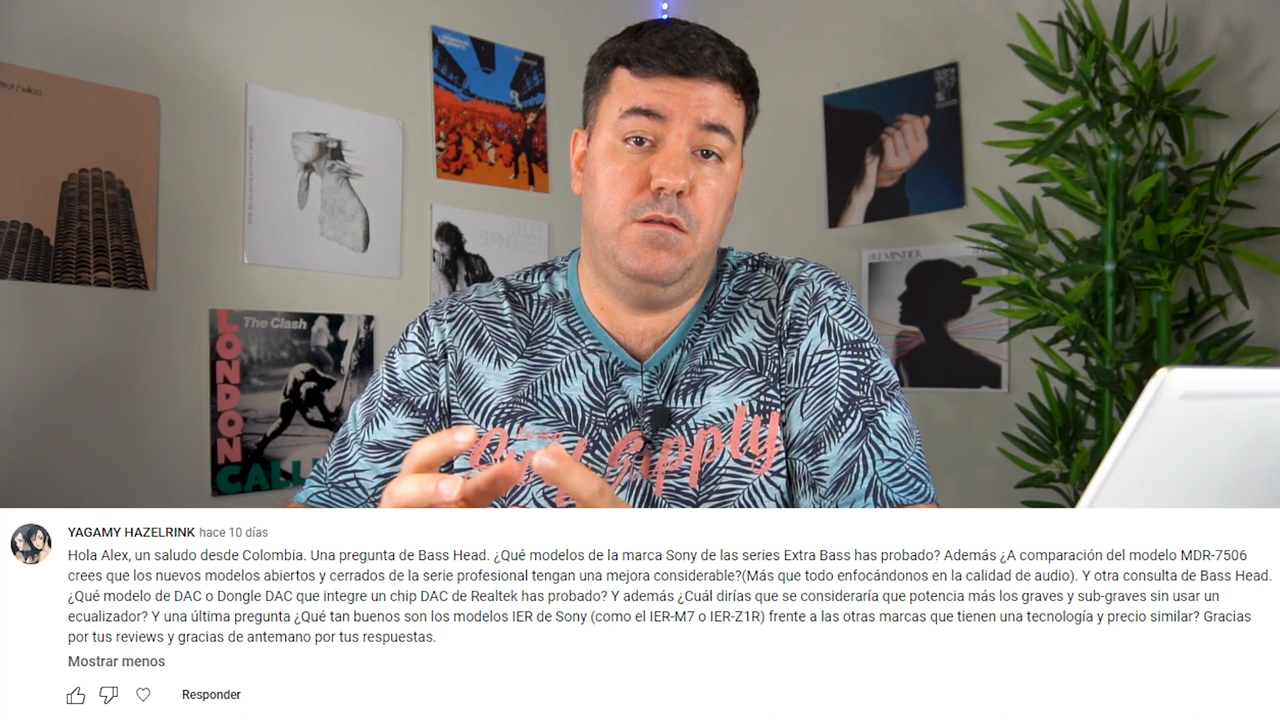 wilco
BRUCE
SPRINGSTEEN
The Clash
LONDON
CALL
Surf Supply
YAGAMY HAZELRINK hace 10 días
Hola Alex, un saludo desde Colombia. Una pregunta de Bass Head. ¿Qué modelos de la marca Sony de las series Extra Bass has probado? Además ¿A comparación del modelo MDR-7506
crees que los nuevos modelos abiertos y cerrados de la serie profesional tengan una mejora considerable?(Más que todo enfocándonos en la calidad de audio). Y otra consulta de Bass Head.
¿Qué modelo de DAC o Dongle DAC que integre un chip DAC de Realtek has probado? Y además ¿Cuál dirías que se consideraría que potencia más los graves y sub-graves sin usar un
ecualizador? Y una última pregunta ¿Qué tan buenos son los modelos IER de Sony (como el IER-M7 o IER-Z1R) frente a las otras marcas que tienen una tecnología y precio similar? Gracias
por tus reviews y gracias de antemano por tus respuestas.
Mostrar menos
Responder